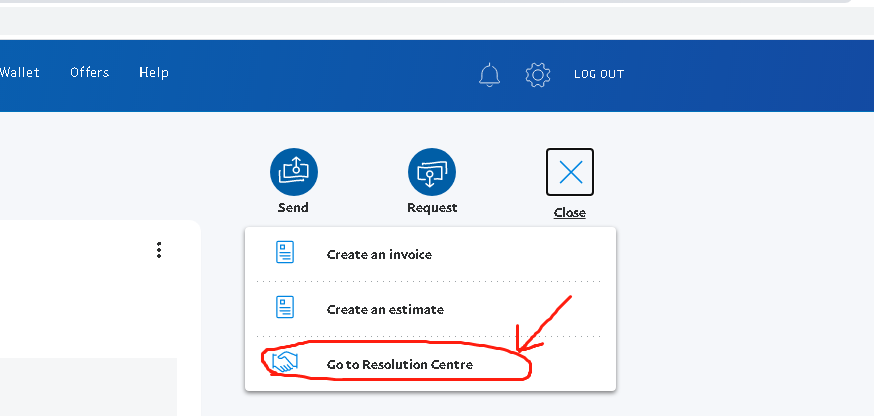 Wallet Offers Help LOG OUT
Send Request Close
Create an invoice
Create an estimate
Go to Resolution Centre